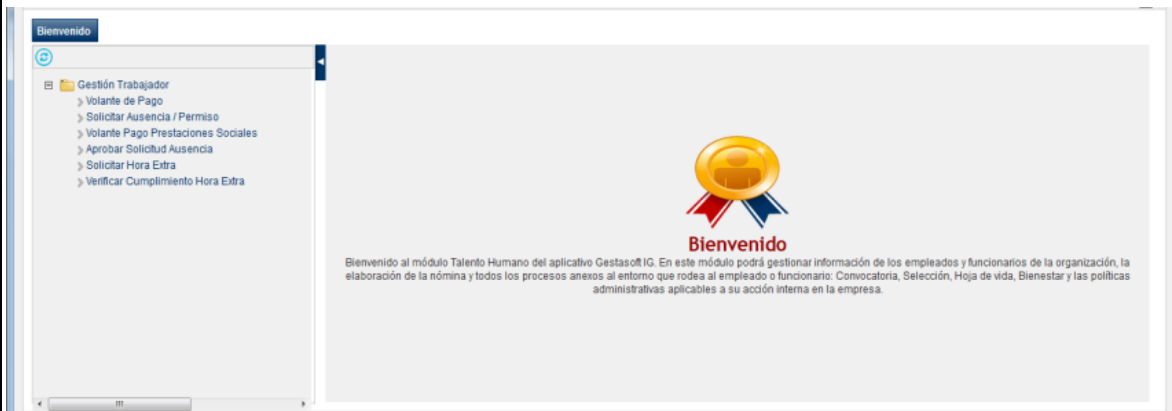 Bienvenido
Gestión Trabajador
Volante de Pago
Solicitar Ausencia / Permiso
Volante Pago Prestaciones Sociales
Aprobar Solicitud Ausencia
Solicitar Hora Extra
Verificar Cumplimiento Hora Extra
Bienvenido
Bienvenido al módulo Talento Humano del aplicativo Gestasoft IG. En este módulo podrá gestionar información de los empleados y funcionarios de la organización, la
elaboración de la nómina y todos los procesos anexos al entorno que rodea al empleado o funcionario: Convocatoria, Selección, Hoja de vida, Bienestar y las políticas
administrativas aplicables a su acción interna en la empresa.